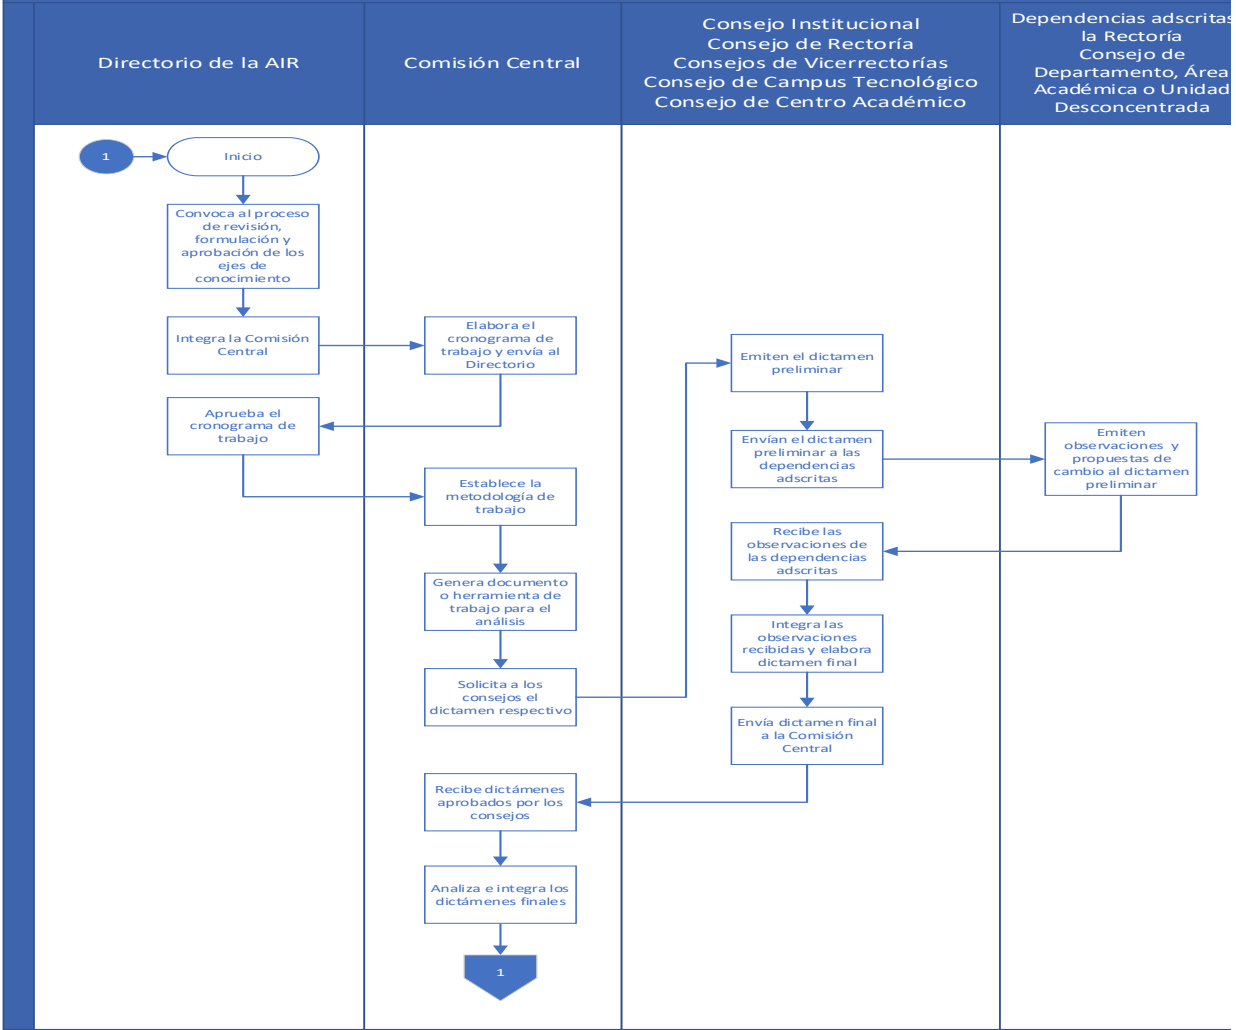 Directorio de la AIR
Comisión Central
Consejo Institucional
Consejo de Rectoría
Consejos de Vicerrectorías
Consejo de Campus Tecnológico
Consejo de Centro Académico
Dependencias adscritas
la Rectoría
Consejo de
Departamento, Área
Académica o Unidad
Desconcentrada
1
Inicio
Convoca al proceso
de revisión,
formulación y
aprobación de los
ejes de
conocimiento
Integra la Comisión
Central
Elabora el
cronograma de
trabajo y envía al
Directorio
Aprueba el
cronograma de
trabajo
Establece la
metodología de
trabajo
Genera documento
o herramienta de
trabajo para el
análisis
Solicita a los
consejos el
dictamen respectivo
Emiten el dictamen
preliminar
Envían el dictamen
preliminar a las
dependencias
adscritas
Emiten
observaciones y
propuestas de
cambio al dictamen
preliminar
Recibe las
observaciones de
las dependencias
adscritas
Integra las
observaciones
recibidas y elabora
dictamen final
Envía dictamen final
a la Comisión
Central
Recibe dictámenes
aprobados por los
consejos
Analiza e integra los
dictámenes finales
1